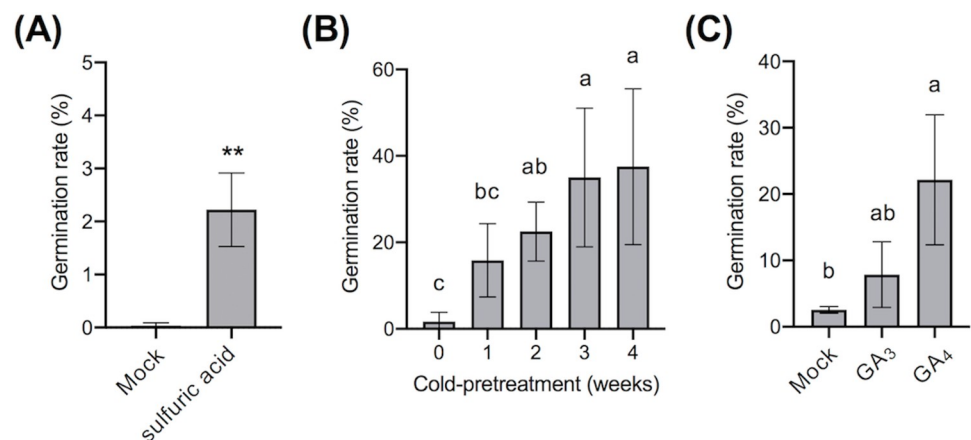 (A)
Germination rate (%)
5
4
3
2
1
0
**
Mock
sulfuric acid
(B)
Germination rate (%)
60
40
20
0
c
bc
ab
a
a
0 1 2 3 4
Cold-pretreatment (weeks)
(C)
Germination rate (%)
40
30
20
10
0
b
ab
a
Mock
GA₃
GA₄